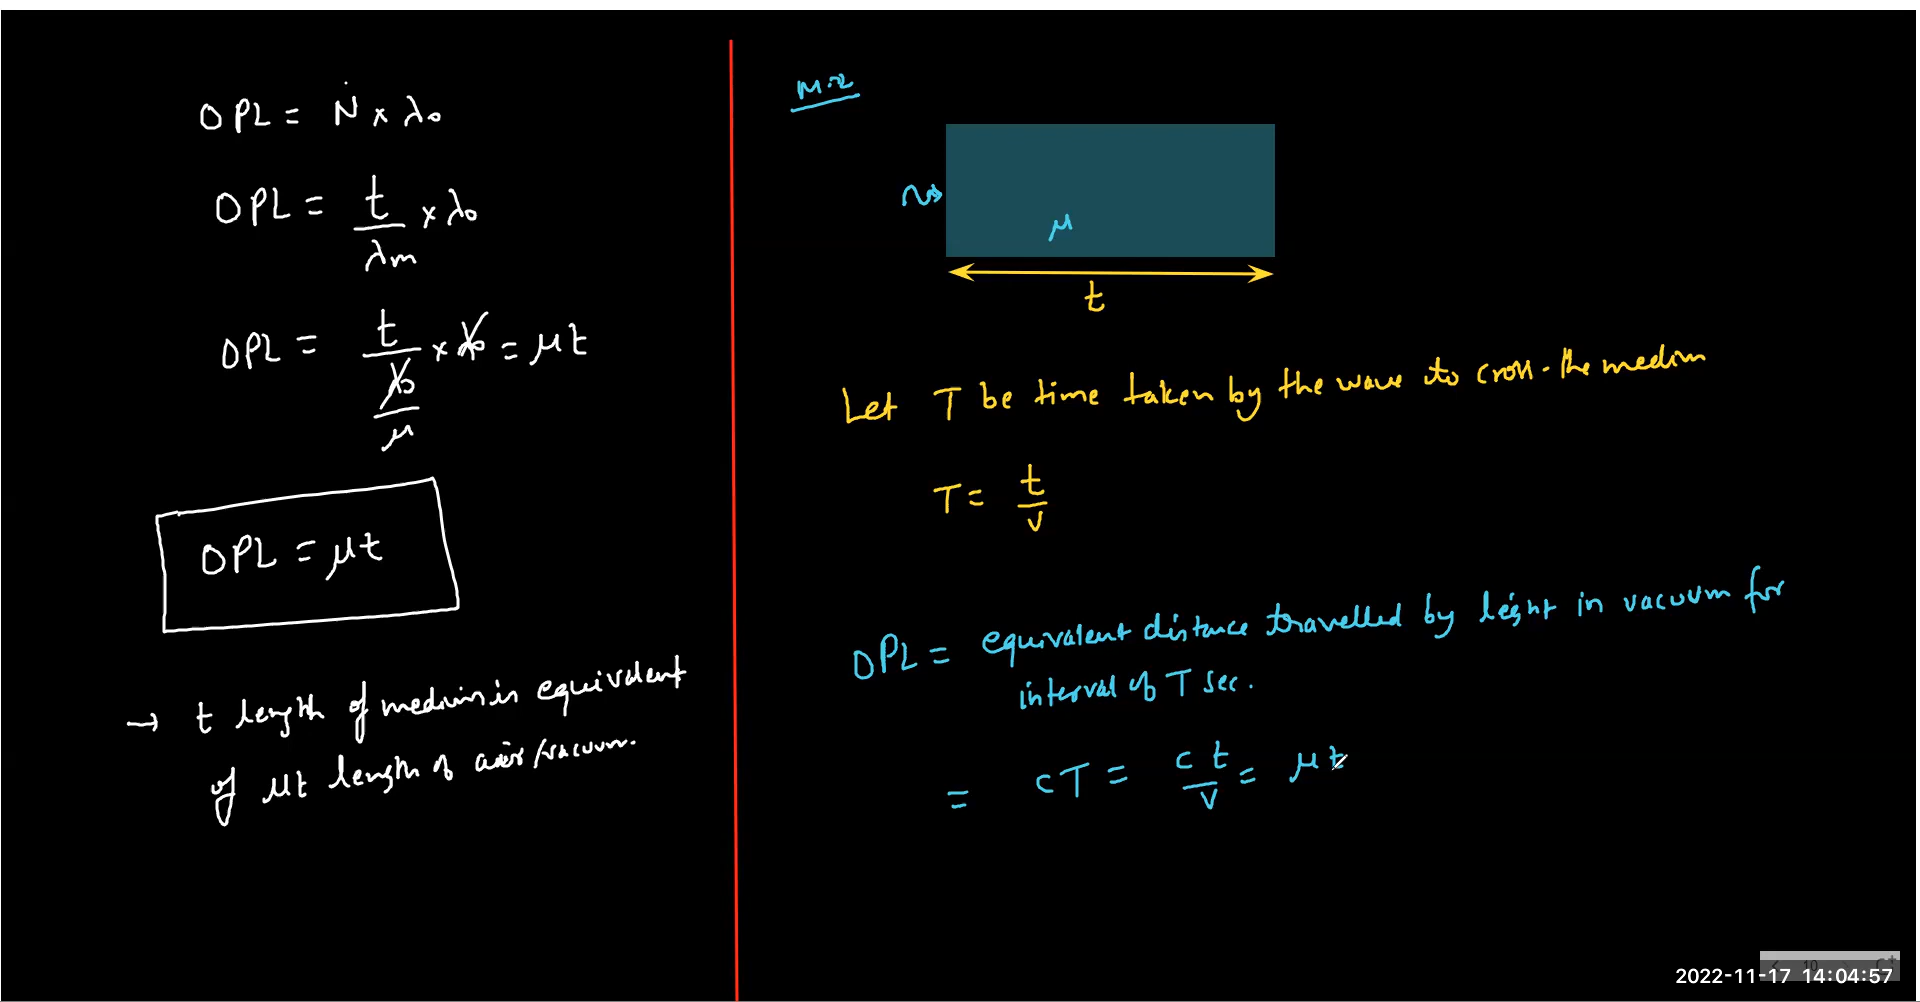 OPL = N × λ₀
OPL = t/λm × λ₀
OPL = t/(λ₀/μ) × λ₀ = μt
OPL = μt
→ t length of medium is equivalent
of μt length of air/vacuum.
M-2
μ
t
Let T be time taken by the wave to cross the medim
T = t/v
OPL = equivalent distance travelled by light in vacuum for
interval of T sec.
= cT = ct/v = μt
2022-11-17 14:04:57